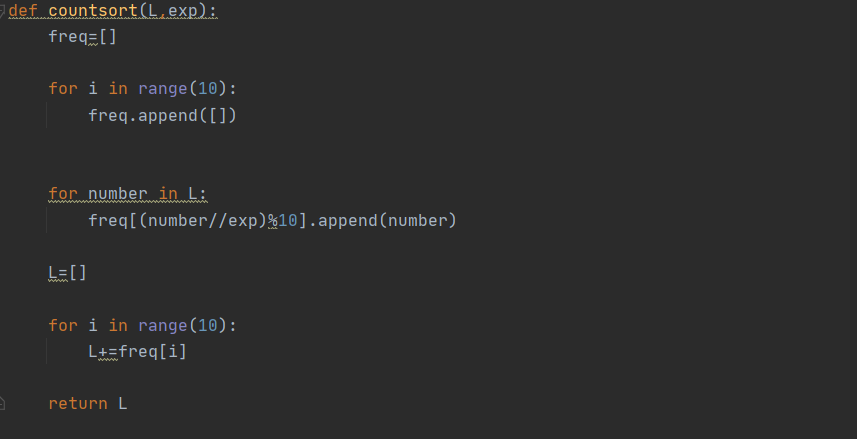 def countsort(L,exp):
    freq=[]
    for i in range(10):
        freq.append([])
    for number in L:
        freq[(number//exp)%10].append(number)
    L=[]
    for i in range(10):
        L+=freq[i]
    return L